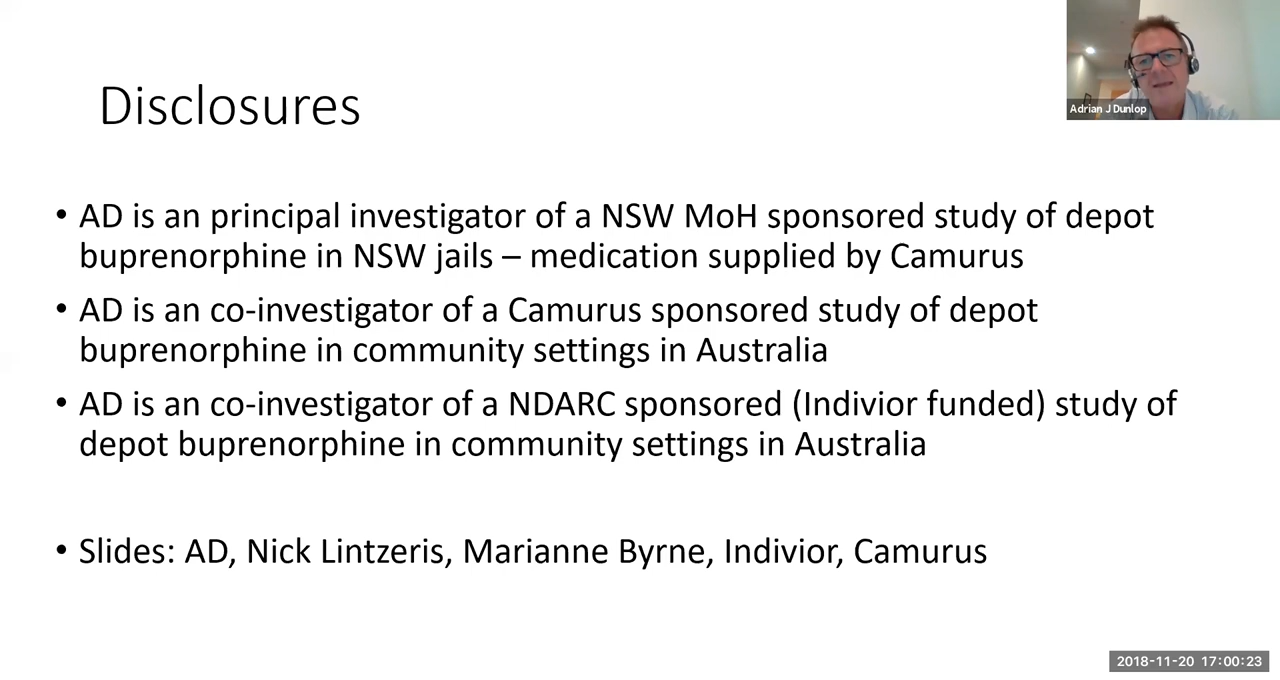 Disclosures
Adrian J Dunlop
• AD is an principal investigator of a NSW MoH sponsored study of depot
buprenorphine in NSW jails – medication supplied by Camurus
• AD is an co-investigator of a Camurus sponsored study of depot
buprenorphine in community settings in Australia
• AD is an co-investigator of a NDARC sponsored (Indivior funded) study of
depot buprenorphine in community settings in Australia
• Slides: AD, Nick Lintzeris, Marianne Byrne, Indivior, Camurus
2018-11-20 17:00:23